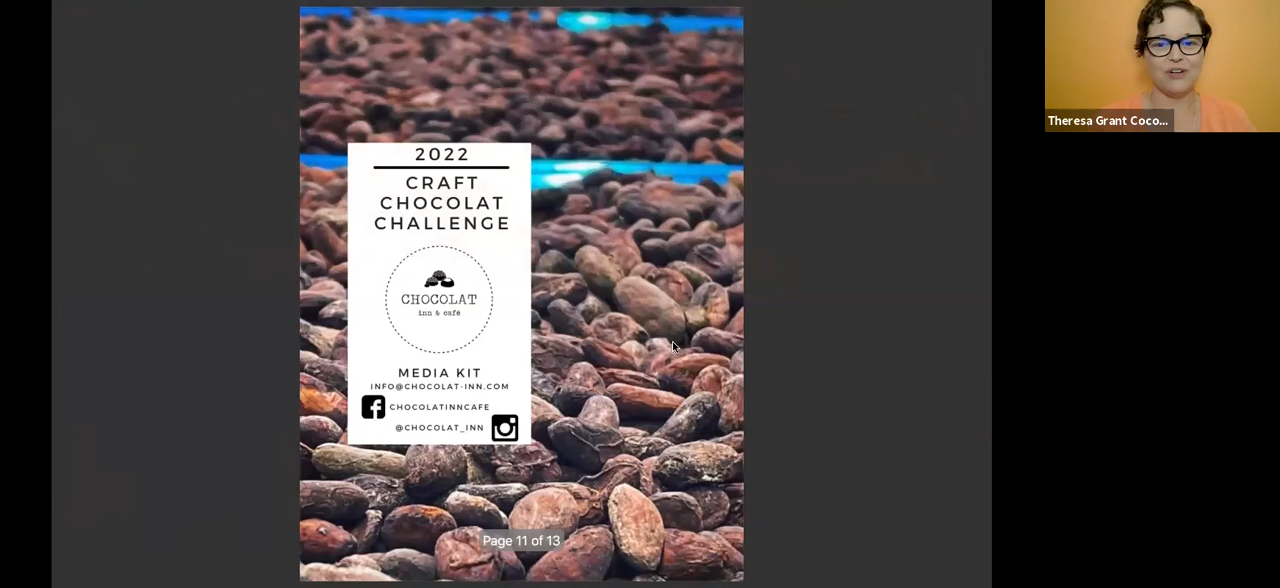 2022
CRAFT
CHOCOLAT
CHALLENGE
CHOCOLAT
inn & café
MEDIA KIT
INFO@CHOCOLAT-INN.COM
CHOCOLATINNCAFE
@CHOCOLAT_INN
Page 11 of 13
Theresa Grant Coco...